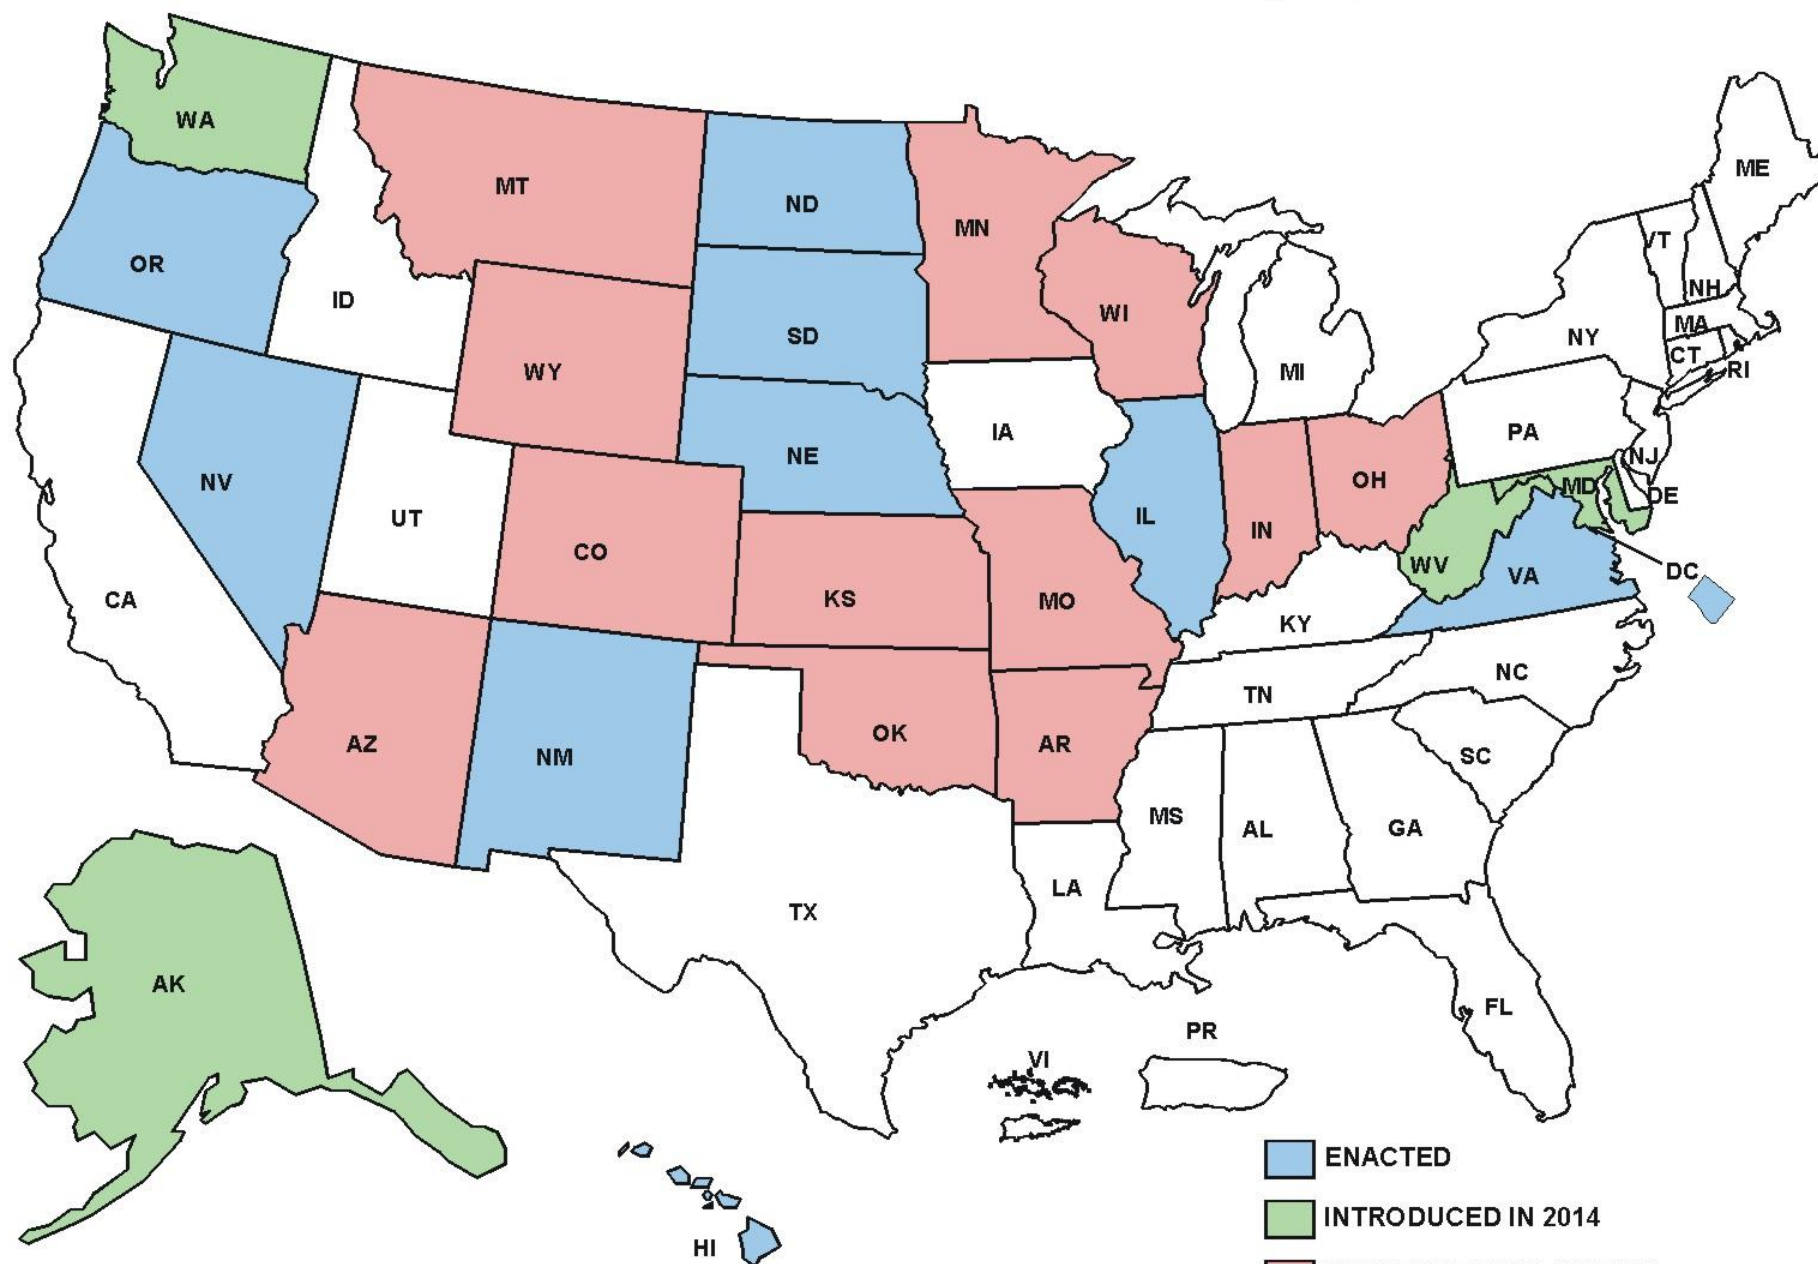 WA
MT
ND
MN
ME
OR
ID
SD
WI
VT
NH
WY
MI
NY
MA
CT
RI
NV
UT
NE
IA
PA
NJ
CA
CO
KS
MO
IL
IN
OH
WV
MD
DE
VA
DC
KY
NC
TN
AZ
NM
OK
AR
SC
MS
AL
GA
LA
TX
AK
FL
PR
VI
HI
ENACTED
INTRODUCED IN 2014